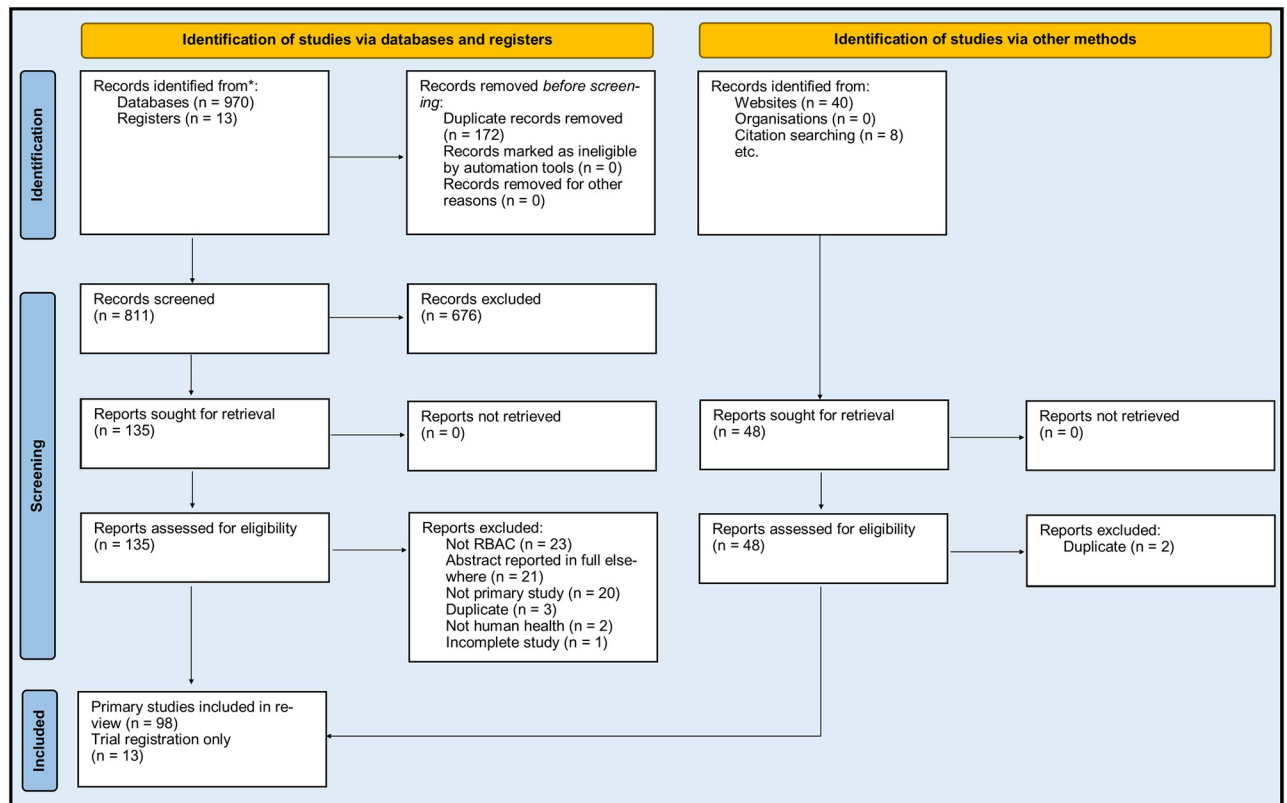 Identification of studies via databases and registers
Identification of studies via other methods
Identification
Records identified from*:
Databases (n = 970)
Registers (n = 13)
Records removed before screen-
ing:
Duplicate records removed
(n = 172)
Records marked as ineligible
by automation tools (n = 0)
Records removed for other
reasons (n = 0)
Records identified from:
Websites (n = 40)
Organisations (n = 0)
Citation searching (n = 8)
etc.
Screening
Records screened
(n = 811)
Records excluded
(n = 676)
Reports sought for retrieval
(n = 135)
Reports not retrieved
(n = 0)
Reports sought for retrieval
(n = 48)
Reports not retrieved
(n = 0)
Reports assessed for eligibility
(n = 135)
Reports excluded:
Not RBAC (n = 23)
Abstract reported in full else-
where (n = 21)
Not primary study (n = 20)
Duplicate (n = 3)
Not human health (n = 2)
Incomplete study (n = 1)
Reports assessed for eligibility
(n = 48)
Reports excluded:
Duplicate (n = 2)
Included
Primary studies included in re-
view (n = 98)
Trial registration only
(n = 13)